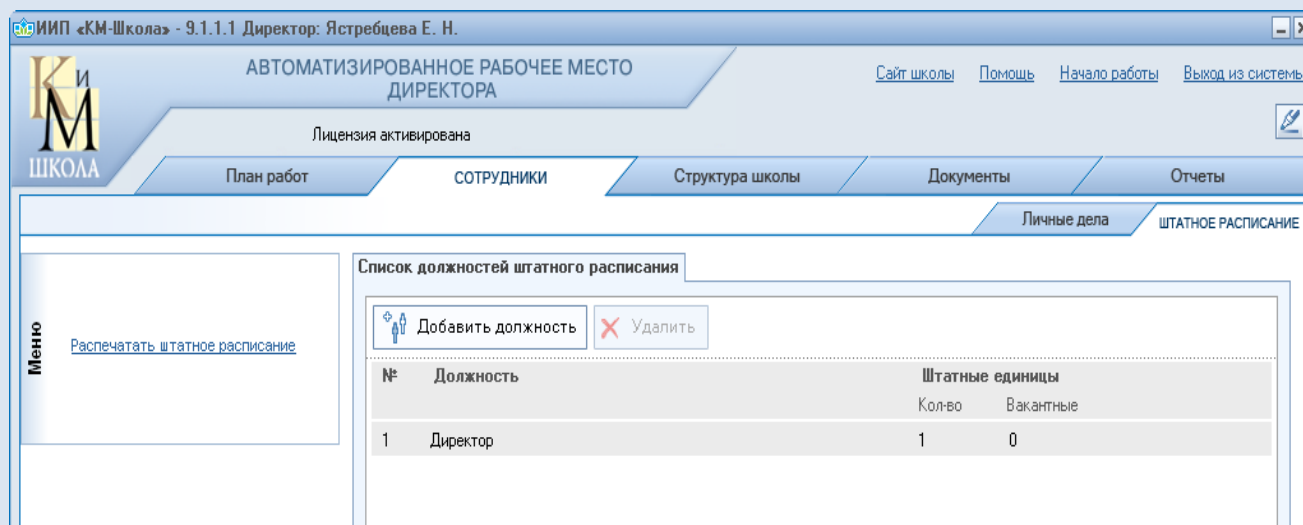 ИИП «КМ-Школа» - 9.1.1.1 Директор: Ястребцева Е. Н.
КМ и
ШКОЛА
АВТОМАТИЗИРОВАННОЕ РАБОЧЕЕ МЕСТО
ДИРЕКТОРА
Сайт школы Помощь Начало работы Выход из системы
Лицензия активирована
План работ СОТРУДНИКИ Структура школы Документы Отчеты
Личные дела ШТАТНОЕ РАСПИСАНИЕ
Меню
Распечатать штатное расписание
Список должностей штатного расписания
Добавить должность Удалить
№ Должность Штатные единицы
Кол-во Вакантные
1 Директор 1 0